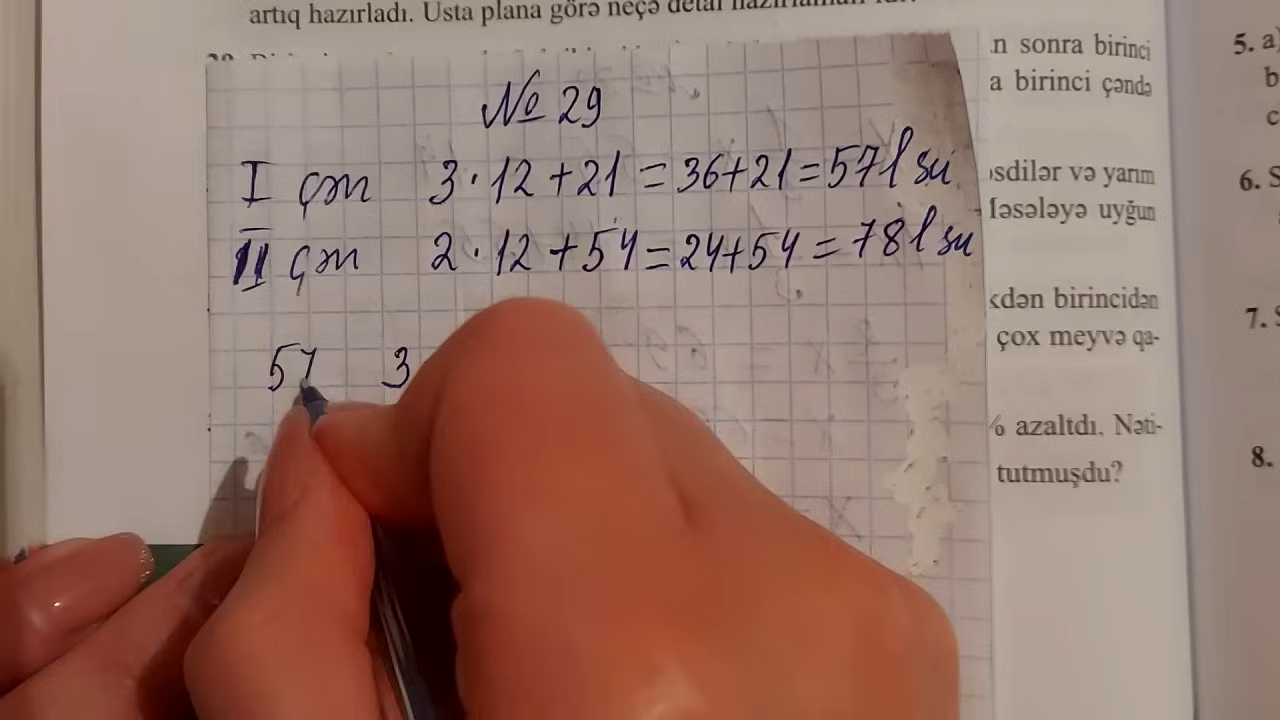 artıq hazırladı. Usta plana görə neçə detal
№ 29
I çən 3 · 12 + 21 = 36 + 21 = 57 l su
II çən 2 · 12 + 54 = 24 + 54 = 78 l su
57 3
n sonra birinci
a birinci çəndə
sdilər və yarım
əsələyə uyğun
kdən birincidən
çox meyvə qa-
% azaltdı. Nəti-
tutmuşdu?
5. a)
b
c
6. S
7. S
8.